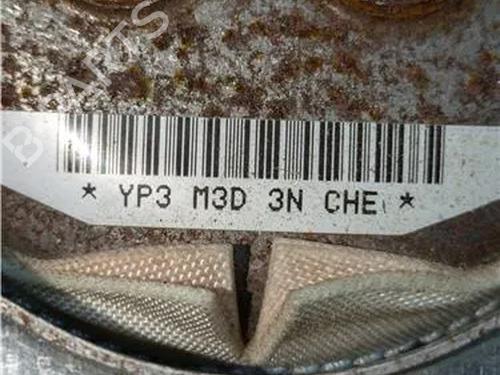 * YP3 M3D 3N CHE *